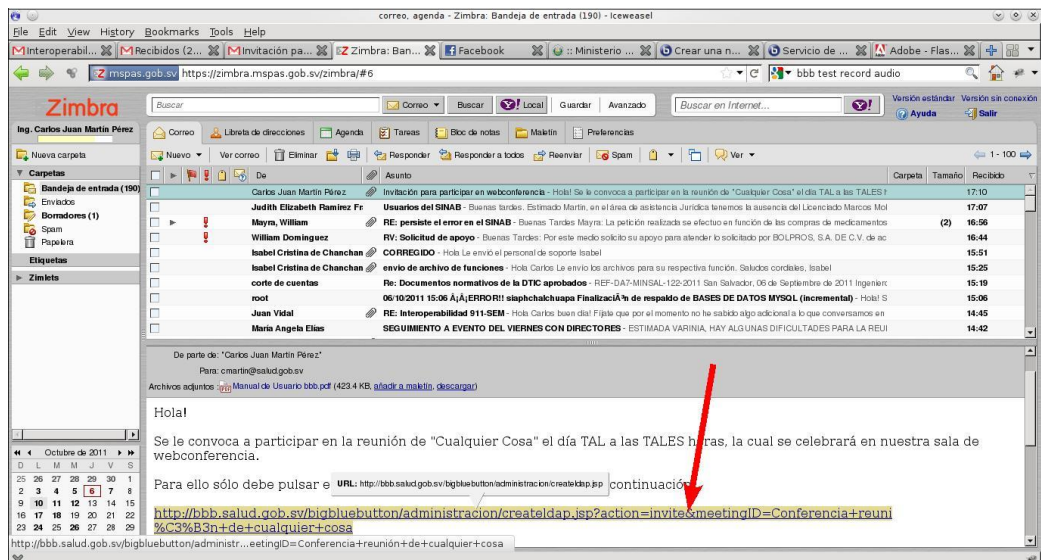 correo, agenda - Zimbra: Bandeja de entrada (190) - Iceweasel
File Edit View History Bookmarks Tools Help
Interoperabil... Recibidos (2... Invitación pa... Zimbra: Ban... Facebook :: Ministerio ... Crear una n... Servicio de ... Adobe - Flas...
mspas.gob.sv https://zimbra.mspas.gob.sv/zimbra/#6 bbb test record audio
Zimbra Buscar Correo Buscar Local Guardar Avanzado Buscar en Internet... Versión estándar Versión sin conexión
Ayuda Salir
Ing. Carlos Juan Martín Pérez Correo Libreta de direcciones Agenda Tareas Bloc de notas Maletín Preferencias
Nueva carpeta Nuevo Ver correo Eliminar Responder Responder a todos Reenviar Spam Ver 1 - 100
Carpetas De Asunto Carpeta Tamaño Recibido
Bandeja de entrada (190) Carlos Juan Martín Pérez Invitación para participar en webconferencia - Hola! Se le convoca a participar en la reunión de "Cualquier Cosa" el día TAL a las TALES h 17:10
Enviados Judith Elizabeth Ramirez Fr Usuarios del SINAB - Buenas tardes. Estimado Martin, en el área de asistencia Jurídica tenemos la ausencia del Licenciado Marcos Mol 17:07
Borradores (1) Mayra, William RE: persiste el error en el SINAB - Buenas Tardes Mayra: La petición realizada se efectuo en función de las compras de medicamentos (2) 16:56
Spam William Dominguez RV: Solicitud de apoyo - Buenas Tardes: Por este medio solicito su apoyo para atender lo solicitado por BOLPROS, S.A. DE C.V. de ac 16:44
Papelera Isabel Cristina de Chanchan CORREGIDO - Hola Le envió el personal de soporte Isabel 15:51
Etiquetas Isabel Cristina de Chanchan envio de archivo de funciones - Hola Carlos Le envio los archivos para su respectiva función. Saludos cordiales, Isabel 15:25
Zimlets corte de cuentas Re: Documentos normativos de la DTIC aprobados - REF-DA7-MINSAL-122-2011 San Salvador, 06 de Septiembre de 2011 Ingenierc 15:19
root 06/10/2011 15:06 Â¡Â¡ERROR!! siaphchalchuapa FinalizaciÃ³n de respaldo de BASES DE DATOS MYSQL (incremental) - Hola! S 15:06
Juan Vidal RE: Interoperabilidad 911-SEM - Hola Carlos buen día! Fíjate que por el momento no he sabido algo adicional a lo que conversamos en 14:45
María Angela Elías SEGUIMIENTO A EVENTO DEL VIERNES CON DIRECTORES - ESTIMADA VARINIA, HAY ALGUNAS DIFICULTADES PARA LA REUI 14:42
De parte de: "Carlos Juan Martín Pérez"
Para: cmartin@salud.gob.sv
Archivos adjuntos: Manual de Usuario bbb.pdf (423.4 KB, añadir a maletín, descargar)
Hola!
Se le convoca a participar en la reunión de "Cualquier Cosa" el día TAL a las TALES horas, la cual se celebrará en nuestra sala de
webconferencia.
Para ello sólo debe pulsar e URL: http://bbb.salud.gob.sv/bigbluebutton/administracion/createldap.jsp continuación
http://bbb.salud.gob.sv/bigbluebutton/administracion/createldap.jsp?action=invite&meetingID=Conferencia+reuni
%C3%B3n+de+cualquier+cosa
Octubre de 2011
D L M M J V S
25 26 27 28 29 30 1
2 3 4 5 6 7 8
9 10 11 12 13 14 15
16 17 18 19 20 21 22
23 24 25 26 27 28 29
http://bbb.salud.gob.sv/bigbluebutton/administr...eetingID=Conferencia+reunión+de+cualquier+cosa